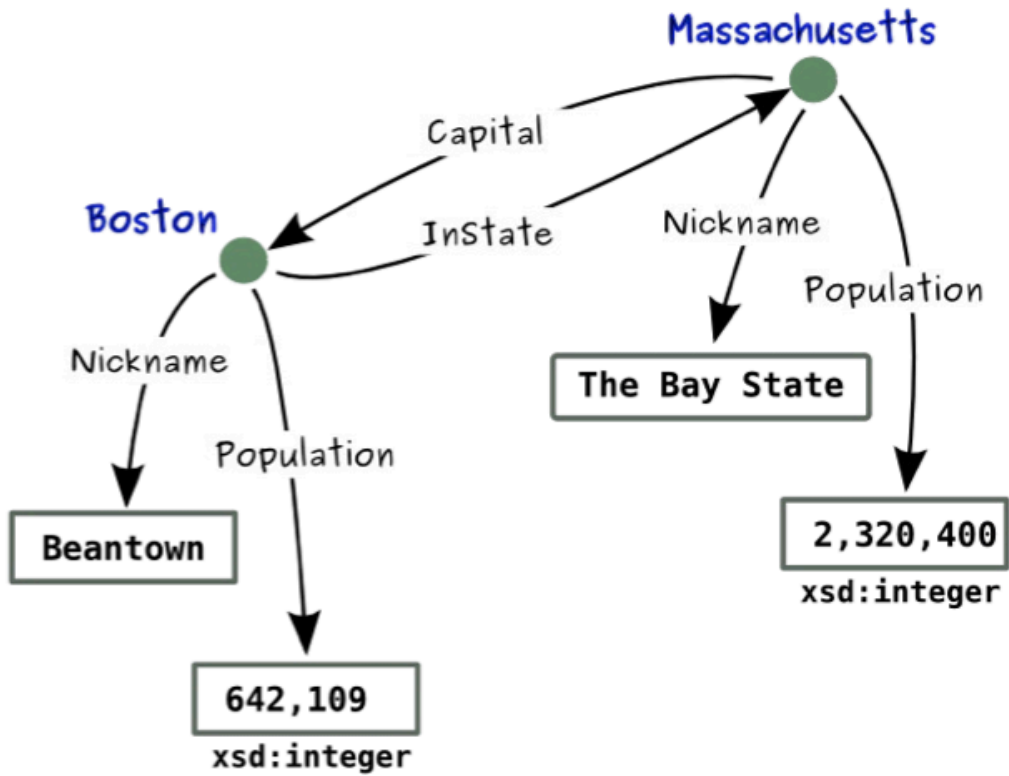 Massachusetts
Capital
Boston
InState
Nickname
Population
Nickname
The Bay State
Population
Beantown
2,320,400
xsd:integer
642,109
xsd:integer